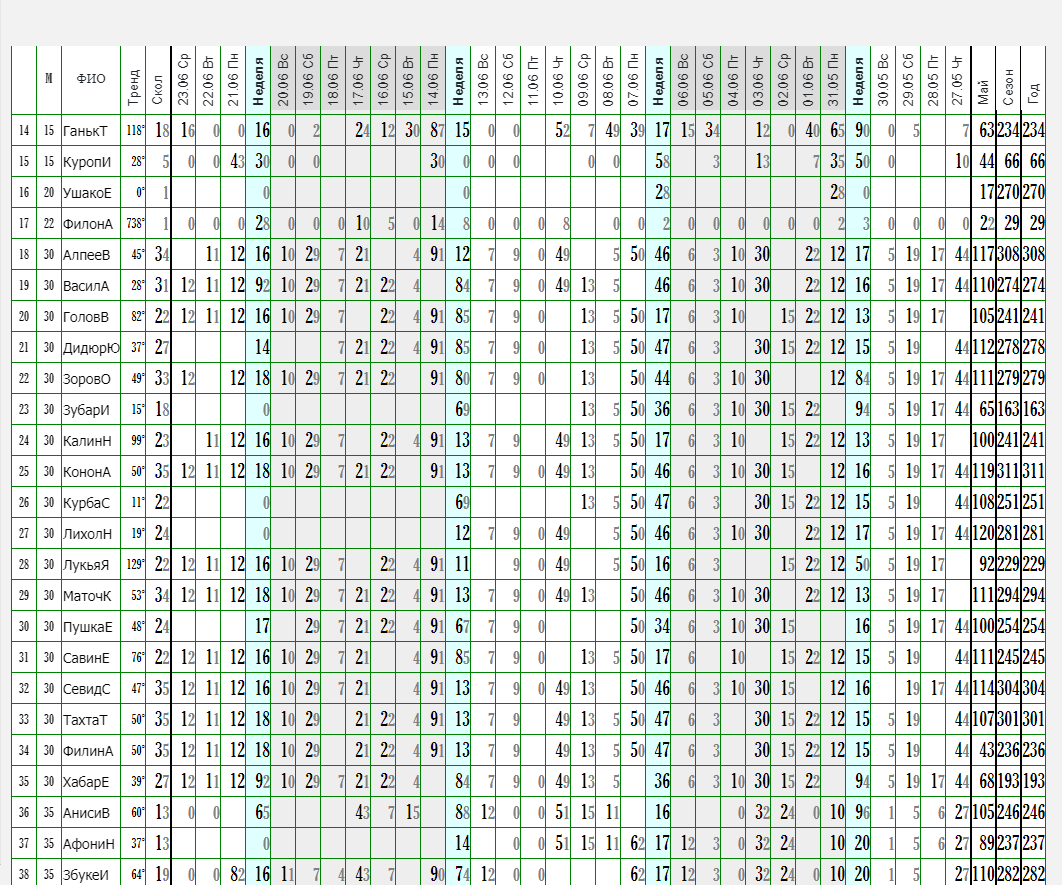 М ФИО Тренд Скол 23.06 Ср 22.06 Вт 21.06 Пн Неделя 20.06 Вс 19.06 Сб 18.06 Пт 17.06 Чт 16.06 Ср 15.06 Вт 14.06 Пн Неделя 13.06 Вс 12.06 Сб 11.06 Пт 10.06 Чт 09.06 Ср 08.06 Вт 07.06 Пн Неделя 06.06 Вс 05.06 Сб 04.06 Пт 03.06 Чт 02.06 Ср 01.06 Вт 31.05 Пн Неделя 30.05 Вс 29.05 Сб 28.05 Пт 27.05 Чт Май Сезон Год
14 15 ГанькТ 118° 18 16 0 0 16 0 2 24 12 30 87 15 0 0 52 7 49 39 17 15 34 12 0 40 65 90 0 5 7 63 234 234
15 15 КуропИ 28° 5 0 0 43 30 0 0 30 0 0 0 0 0 58 3 13 7 35 50 0 10 44 66 66
16 20 УшакоЕ 0° 1 0 0 28 28 0 17 270 270
17 22 ФилонА 738° 1 0 0 0 28 0 0 0 10 5 0 14 8 0 0 0 8 0 0 2 0 0 0 0 0 0 2 3 0 0 0 0 22 29 29
18 30 АлпееВ 45° 34 11 12 16 10 29 7 21 4 91 12 7 9 0 49 5 50 46 6 3 10 30 22 12 17 5 19 17 44 117 308 308
19 30 ВасилА 28° 31 12 11 12 92 10 29 7 21 22 4 84 7 9 0 49 13 5 46 6 3 10 30 22 12 16 5 19 17 44 110 274 274
20 30 ГоловВ 82° 22 12 11 12 16 10 29 7 22 4 91 85 7 9 0 13 5 50 17 6 3 10 15 22 12 13 5 19 17 105 241 241
21 30 ДидюрЮ 37° 27 14 7 21 22 4 91 85 7 9 0 13 5 50 47 6 3 30 15 22 12 15 5 19 44 112 278 278
22 30 ЗоровО 49° 33 12 12 18 10 29 7 21 22 91 80 7 9 0 13 50 44 6 3 10 30 12 84 5 19 17 44 111 279 279
23 30 ЗубарИ 15° 18 0 69 13 5 50 36 6 3 10 30 15 22 94 5 19 17 44 65 163 163
24 30 КалинН 99° 23 11 12 16 10 29 7 22 4 91 13 7 9 49 13 5 50 17 6 3 10 15 22 12 13 5 19 17 100 241 241
25 30 КононА 50° 35 12 11 12 18 10 29 7 21 22 91 13 7 9 0 49 13 50 46 6 3 10 30 15 12 16 5 19 17 44 119 311 311
26 30 КурбаС 11° 22 0 69 13 5 50 47 6 3 30 15 22 12 15 5 19 44 108 251 251
27 30 ЛихолН 19° 24 0 12 7 9 0 49 5 50 46 6 3 10 30 22 12 17 5 19 17 44 120 281 281
28 30 ЛукьяЯ 129° 22 12 11 12 16 10 29 7 22 4 91 11 9 0 49 5 50 16 6 3 15 22 12 50 5 19 17 92 229 229
29 30 МаточК 53° 34 12 11 12 18 10 29 7 21 22 4 91 12 7 9 0 49 13 50 46 6 3 10 30 22 12 13 5 19 17 111 294 294
30 30 ПушкаЕ 48° 24 17 29 7 21 22 4 91 67 7 9 0 50 34 6 3 10 30 15 16 5 19 17 44 100 254 254
31 30 СавинЕ 76° 22 12 11 12 16 10 29 7 21 4 91 85 7 9 0 13 5 50 17 6 10 15 22 12 15 5 19 44 111 245 245
32 30 СевидС 47° 35 12 11 12 16 10 29 7 21 4 91 13 7 9 0 49 13 50 46 6 3 10 30 15 12 16 19 17 44 114 304 304
33 30 ТахтаТ 50° 35 12 11 12 18 10 29 21 22 4 91 13 7 9 49 13 5 50 47 6 3 30 15 22 12 15 5 19 44 107 301 301
34 30 ФилинА 50° 35 12 11 12 18 10 29 21 22 4 91 13 7 9 49 13 5 50 47 6 3 30 15 22 12 15 5 19 44 43 236 236
35 30 ХабарЕ 39° 27 12 11 12 92 10 29 7 21 22 4 84 7 9 0 49 13 5 36 6 3 10 30 15 22 94 5 19 17 44 68 193 193
36 35 АнисиВ 60° 13 0 0 65 43 7 15 88 12 0 0 51 15 11 16 0 32 24 0 10 96 1 5 6 27 105 246 246
37 35 АфониН 37° 13 0 14 0 0 51 15 11 62 17 12 3 0 32 24 10 20 1 5 6 27 89 237 237
38 35 ЗбукеИ 64° 19 0 0 82 16 11 7 4 43 7 90 74 12 0 62 17 12 3 0 32 24 0 10 20 1 5 27 110 282 282